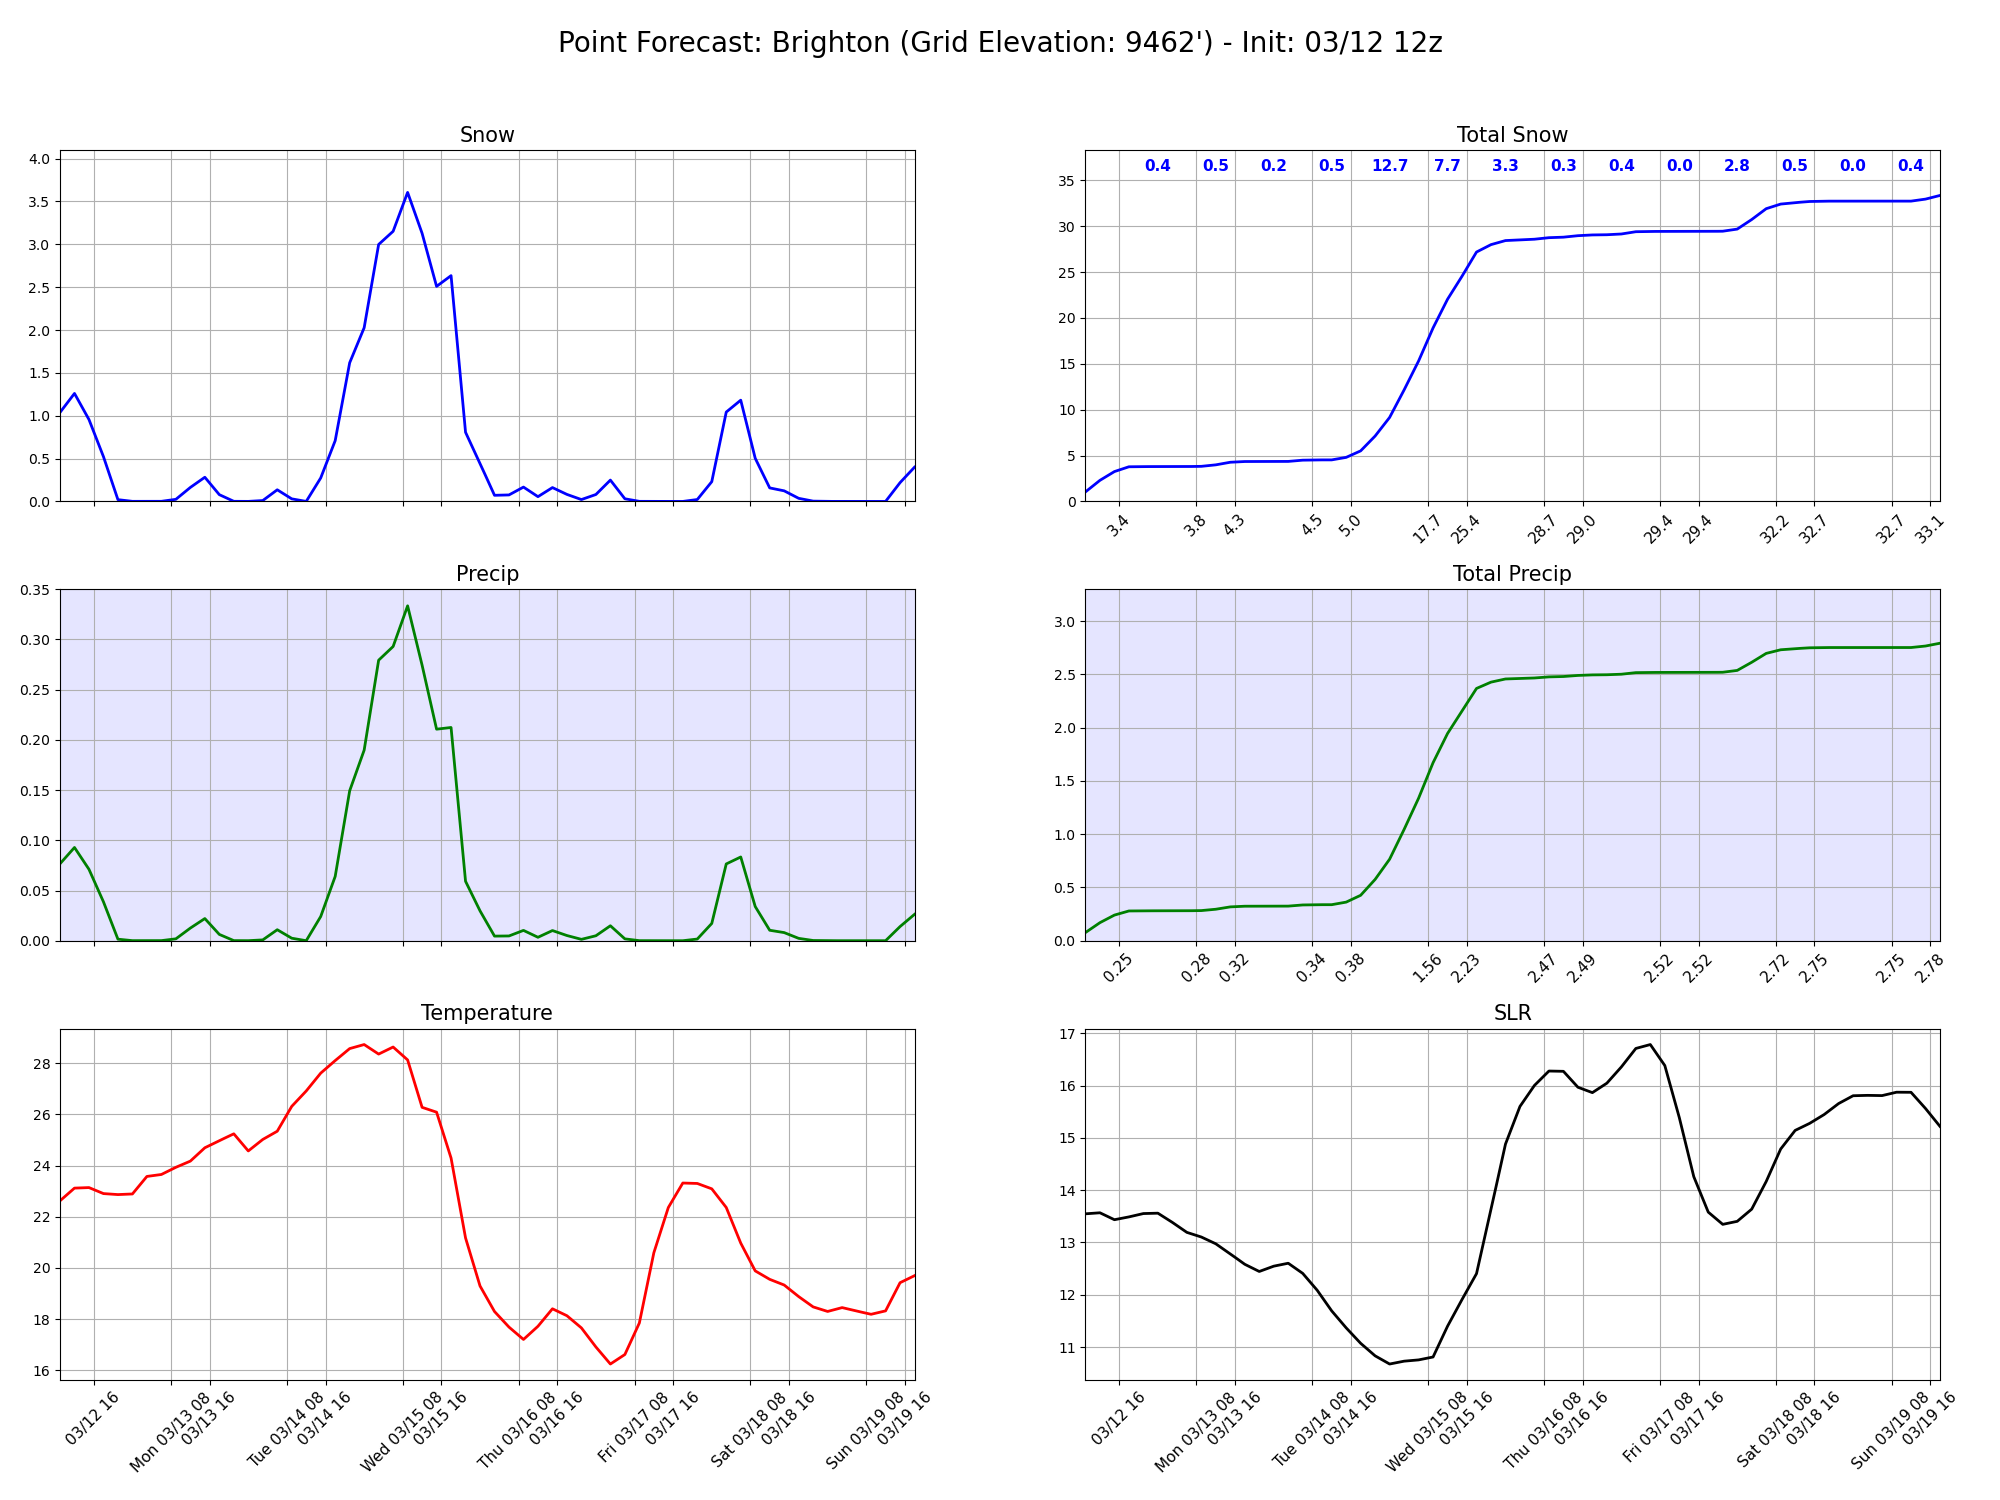 Point Forecast: Brighton (Grid Elevation: 9462') - Init: 03/12 12z
Snow
4.0
3.5
3.0
2.5
2.0
1.5
1.0
0.5
0.0
Total Snow
0.4 0.5 0.2 0.5 12.7 7.7 3.3 0.3 0.4 0.0 2.8 0.5 0.0 0.4
35
30
25
20
15
10
5
0
3.4 3.8 4.3 4.5 5.0 17.7 25.4 28.7 29.0 29.4 29.4 32.2 32.7 32.7 33.1
Precip
0.35
0.30
0.25
0.20
0.15
0.10
0.05
0.00
Total Precip
3.0
2.5
2.0
1.5
1.0
0.5
0.0
0.25 0.28 0.32 0.34 0.38 1.56 2.23 2.47 2.49 2.52 2.52 2.72 2.75 2.75 2.78
Temperature
28
26
24
22
20
18
16
03/12 16
Mon 03/13 08
03/13 16
Tue 03/14 08
03/14 16
Wed 03/15 08
03/15 16
Thu 03/16 08
03/16 16
Fri 03/17 08
03/17 16
Sat 03/18 08
03/18 16
Sun 03/19 08
03/19 16
SLR
17
16
15
14
13
12
11
03/12 16
Mon 03/13 08
03/13 16
Tue 03/14 08
03/14 16
Wed 03/15 08
03/15 16
Thu 03/16 08
03/16 16
Fri 03/17 08
03/17 16
Sat 03/18 08
03/18 16
Sun 03/19 08
03/19 16